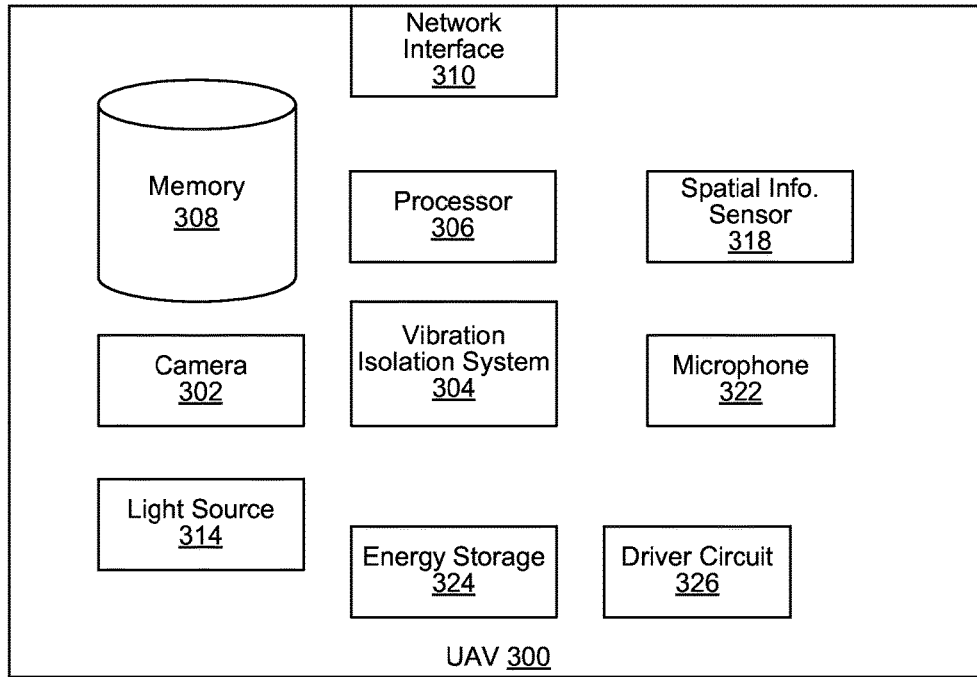 Network
Interface
310
Memory
308
Processor
306
Spatial Info.
Sensor
318
Camera
302
Vibration
Isolation System
304
Microphone
322
Light Source
314
Energy Storage
324
Driver Circuit
326
UAV 300